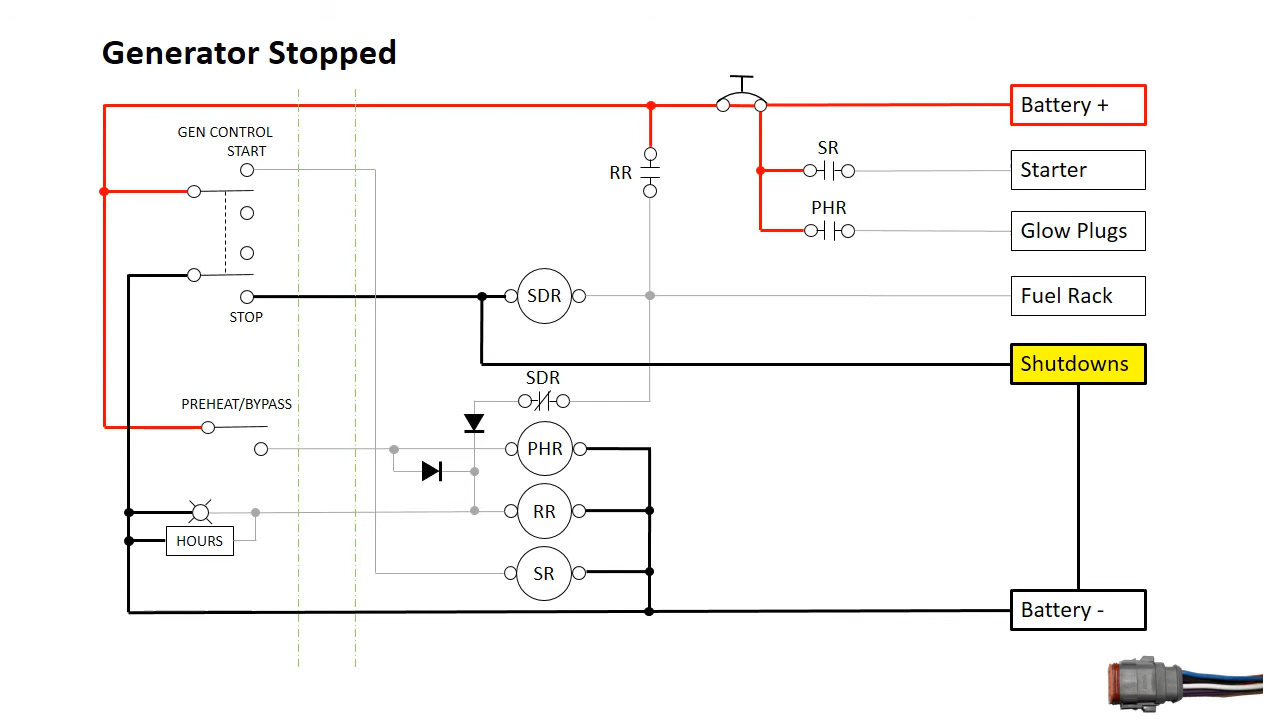 Generator Stopped
Battery +
GEN CONTROL
START
SR
Starter
RR
PHR
Glow Plugs
SDR
Fuel Rack
STOP
Shutdowns
SDR
PREHEAT/BYPASS
PHR
RR
HOURS
SR
Battery -